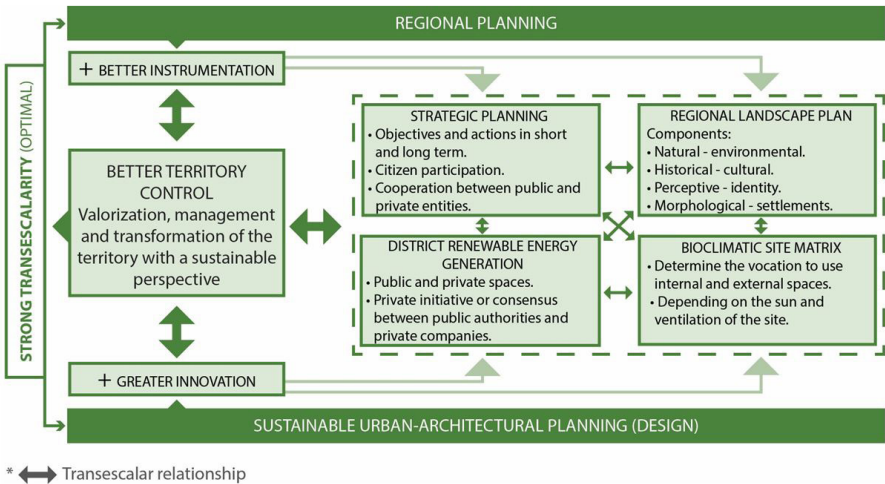 REGIONAL PLANNING
+ BETTER INSTRUMENTATION
STRONG TRANSESCALARITY (OPTIMAL)
BETTER TERRITORY
CONTROL
Valorization, management
and transformation of the
territory with a sustainable
perspective
STRATEGIC PLANNING
• Objectives and actions in short
and long term.
• Citizen participation.
• Cooperation between public and
private entities.
REGIONAL LANDSCAPE PLAN
Components:
• Natural - environmental.
• Historical - cultural.
• Perceptive - identity.
• Morphological - settlements.
DISTRICT RENEWABLE ENERGY
GENERATION
• Public and private spaces.
• Private initiative or consensus
between public authorities and
private companies.
BIOCLIMATIC SITE MATRIX
• Determine the vocation to use
internal and external spaces.
• Depending on the sun and
ventilation of the site.
+ GREATER INNOVATION
SUSTAINABLE URBAN-ARCHITECTURAL PLANNING (DESIGN)
* Transescalar relationship